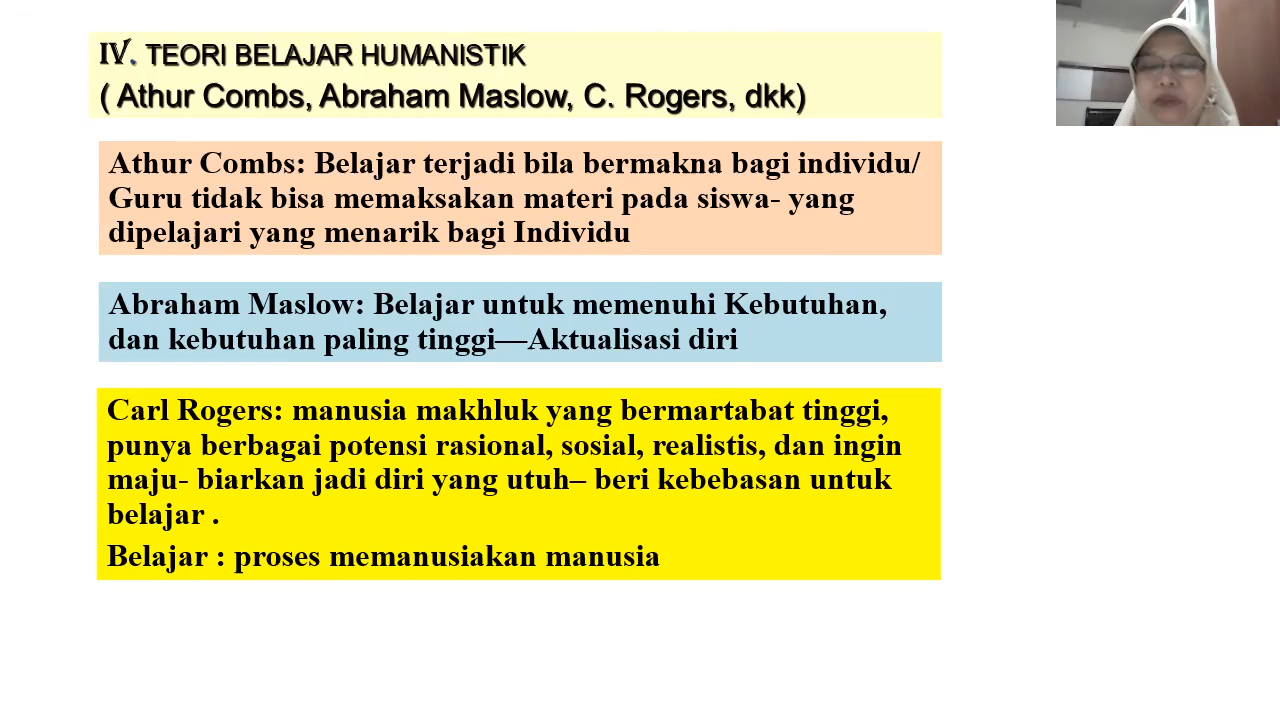 IV. TEORI BELAJAR HUMANISTIK
( Athur Combs, Abraham Maslow, C. Rogers, dkk)
Athur Combs: Belajar terjadi bila bermakna bagi individu/
Guru tidak bisa memaksakan materi pada siswa- yang
dipelajari yang menarik bagi Individu
Abraham Maslow: Belajar untuk memenuhi Kebutuhan,
dan kebutuhan paling tinggi—Aktualisasi diri
Carl Rogers: manusia makhluk yang bermartabat tinggi,
punya berbagai potensi rasional, sosial, realistis, dan ingin
maju- biarkan jadi diri yang utuh– beri kebebasan untuk
belajar .
Belajar : proses memanusiakan manusia